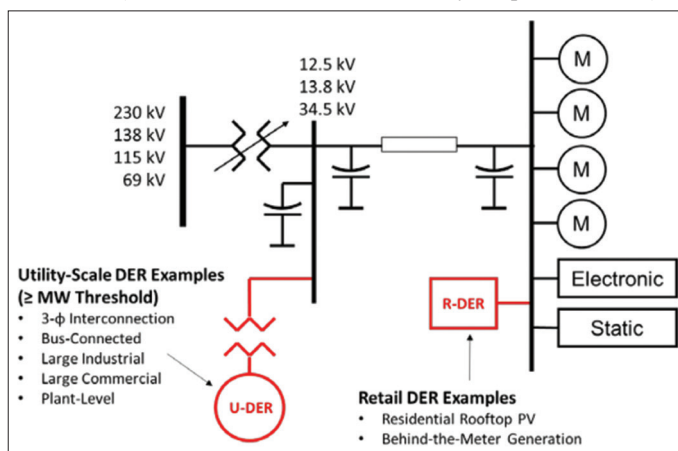 12.5 kV
13.8 kV
34.5 kV
230 kV
138 kV
115 kV
69 kV
M
M
M
M
Electronic
Static
R-DER
Utility-Scale DER Examples
(≥ MW Threshold)
• 3-ϕ Interconnection
• Bus-Connected
• Large Industrial
• Large Commercial
• Plant-Level
U-DER
Retail DER Examples
• Residential Rooftop PV
• Behind-the-Meter Generation